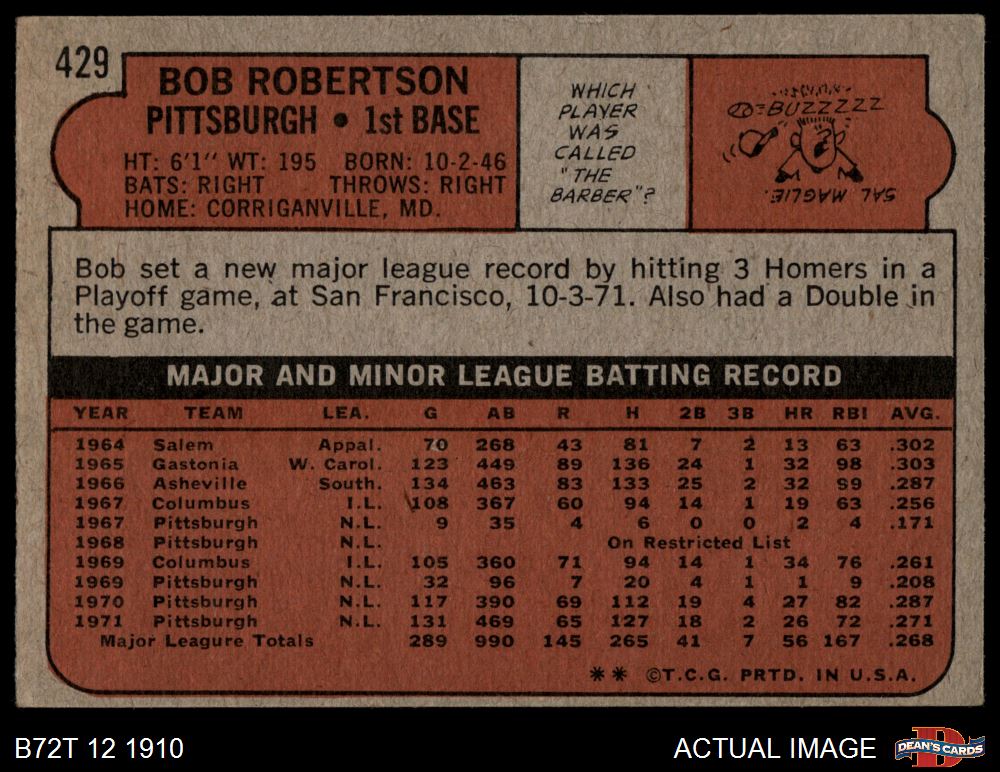 429
BOB ROBERTSON
PITTSBURGH • 1st BASE
HT: 6'1" WT: 195 BORN: 10-2-46
BATS: RIGHT THROWS: RIGHT
HOME: CORRIGANVILLE, MD.
WHICH
PLAYER
WAS
CALLED
"THE
BARBER"?
BUZZZZZ
SAL MAGLIE.
Bob set a new major league record by hitting 3 Homers in a
Playoff game, at San Francisco, 10-3-71. Also had a Double in
the game.
MAJOR AND MINOR LEAGUE BATTING RECORD
YEAR TEAM LEA. G AB R H 2B 3B HR RBI AVG.
1964 Salem Appal. 70 268 43 81 7 2 13 63 .302
1965 Gastonia W. Carol. 123 449 89 136 24 1 32 98 .303
1966 Asheville South. 134 463 83 133 25 2 32 99 .287
1967 Columbus I.L. 108 367 60 94 14 1 19 63 .256
1967 Pittsburgh N.L. 9 35 4 6 0 0 2 4 .171
1968 Pittsburgh N.L. On Restricted List
1969 Columbus I.L. 105 360 71 94 14 1 34 76 .261
1969 Pittsburgh N.L. 32 96 7 20 4 1 1 9 .208
1970 Pittsburgh N.L. 117 390 69 112 19 4 27 82 .287
1971 Pittsburgh N.L. 131 469 65 127 18 2 26 72 .271
Major Leagure Totals 289 990 145 265 41 7 56 167 .268
** ©T.C.G. PRTD. IN U.S.A.
B72T 12 1910
ACTUAL IMAGE
D
DEAN'S CARDS